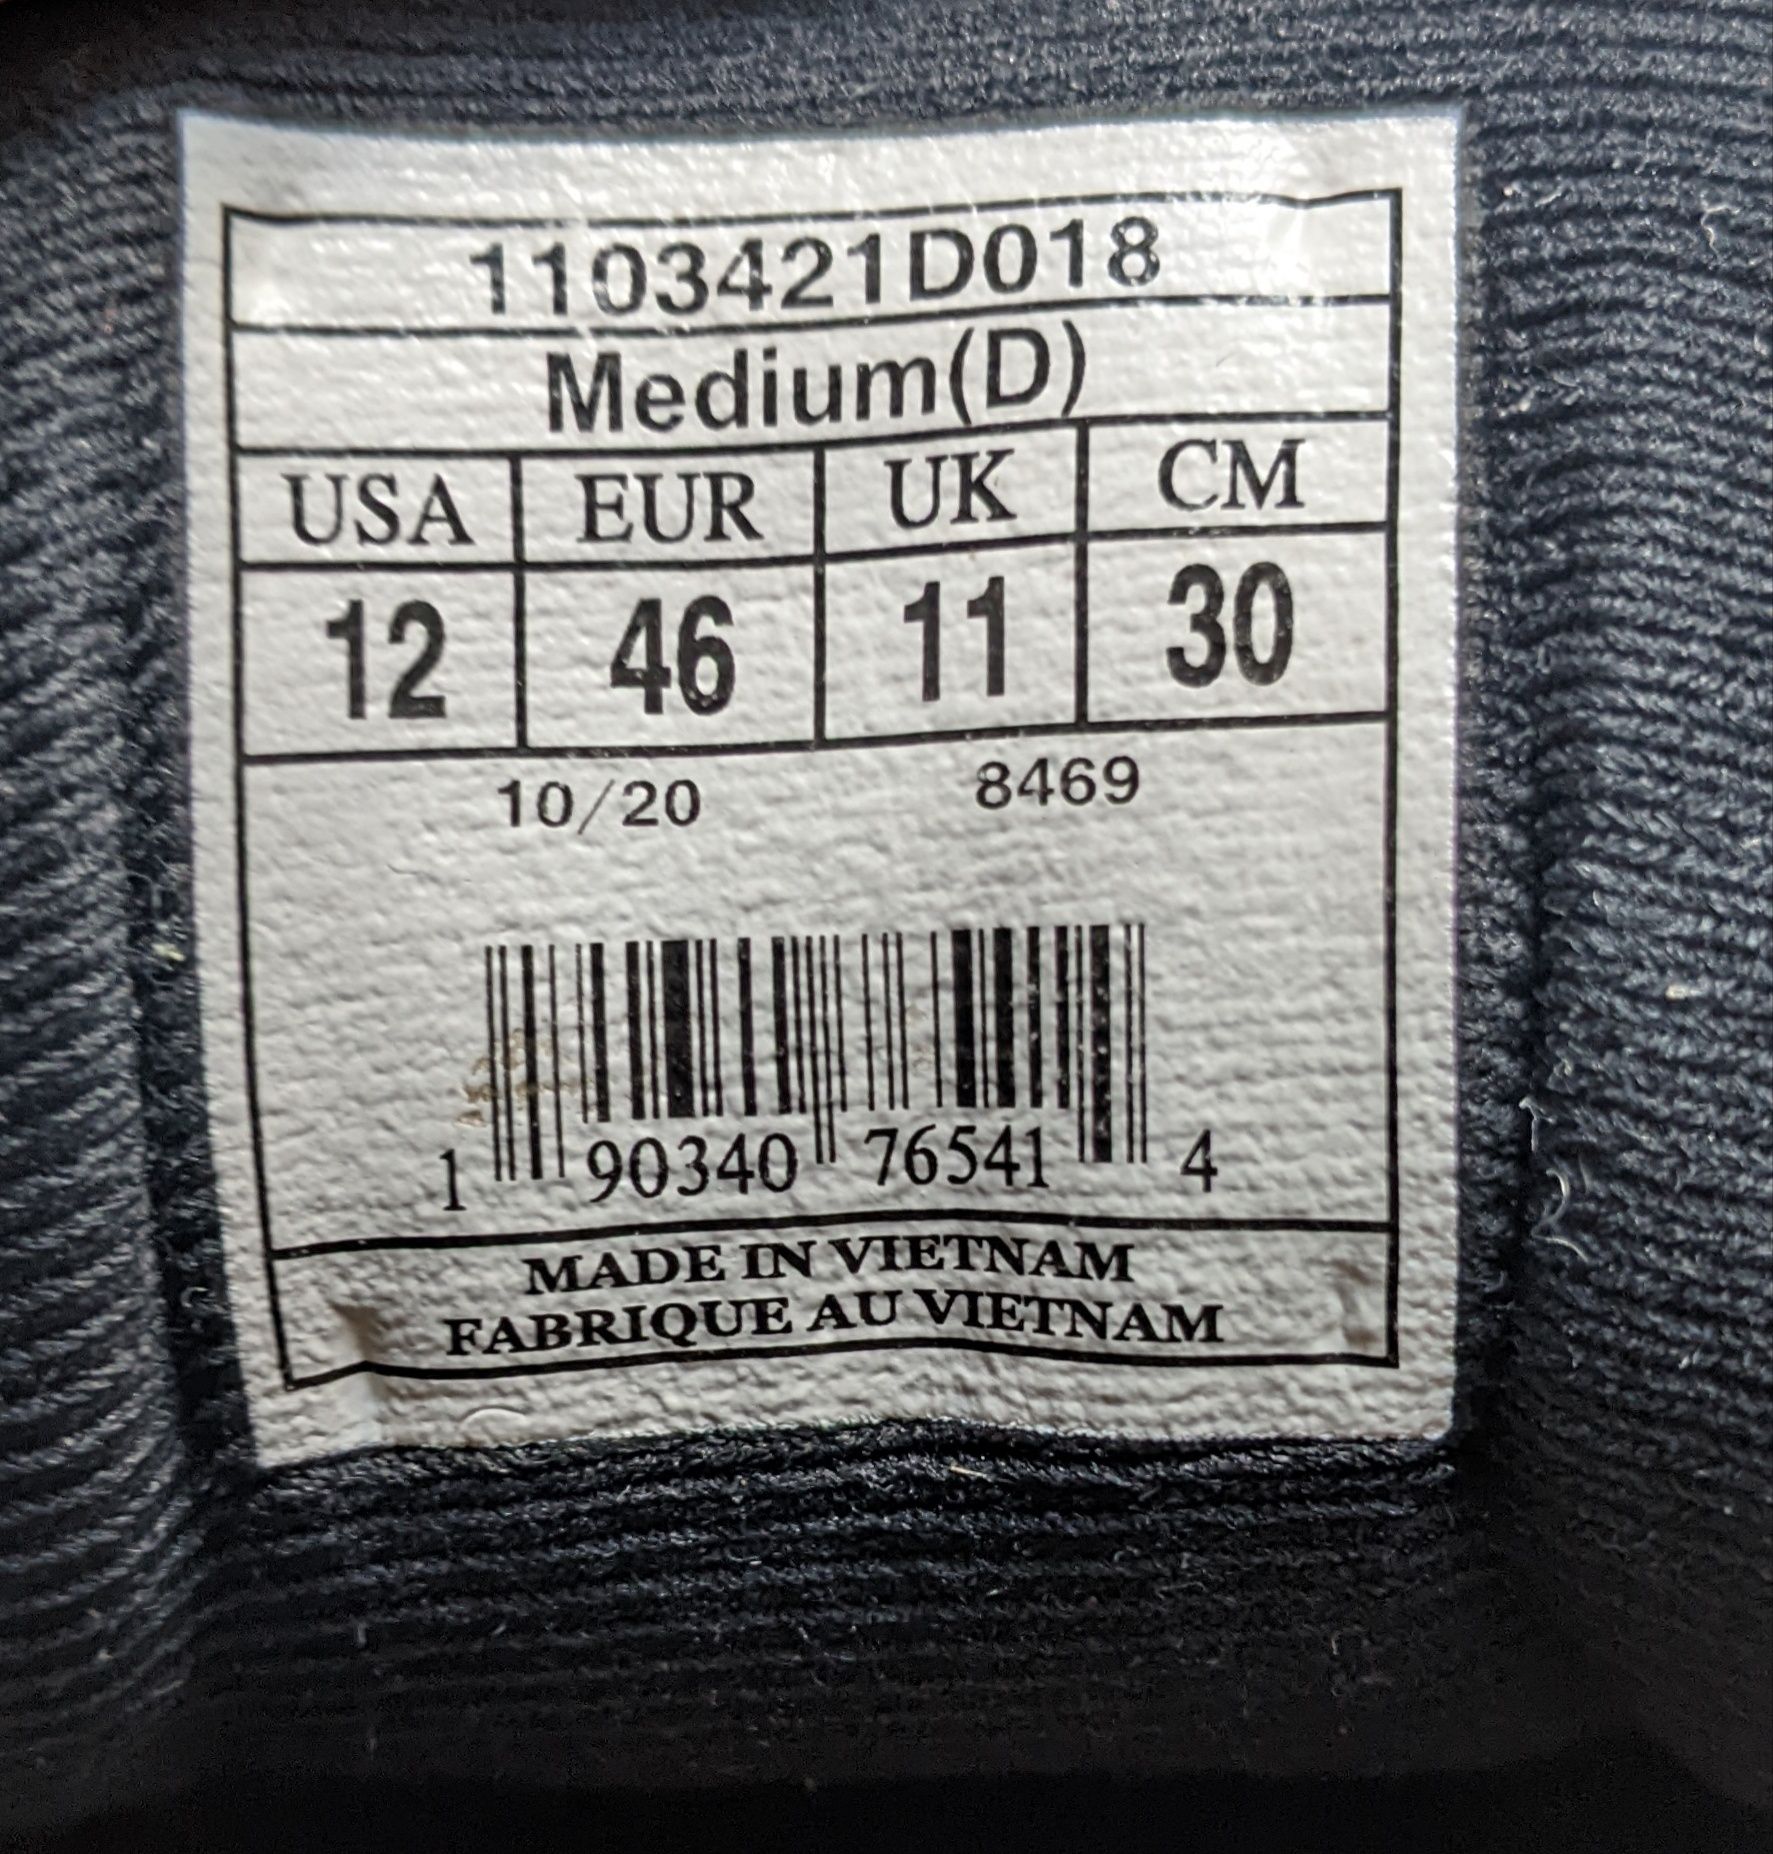 1103421D018
Medium(D)
USA EUR UK CM
12 46 11 30
10/20 8469
1 90340 76541 4
MADE IN VIETNAM
FABRIQUE AU VIETNAM